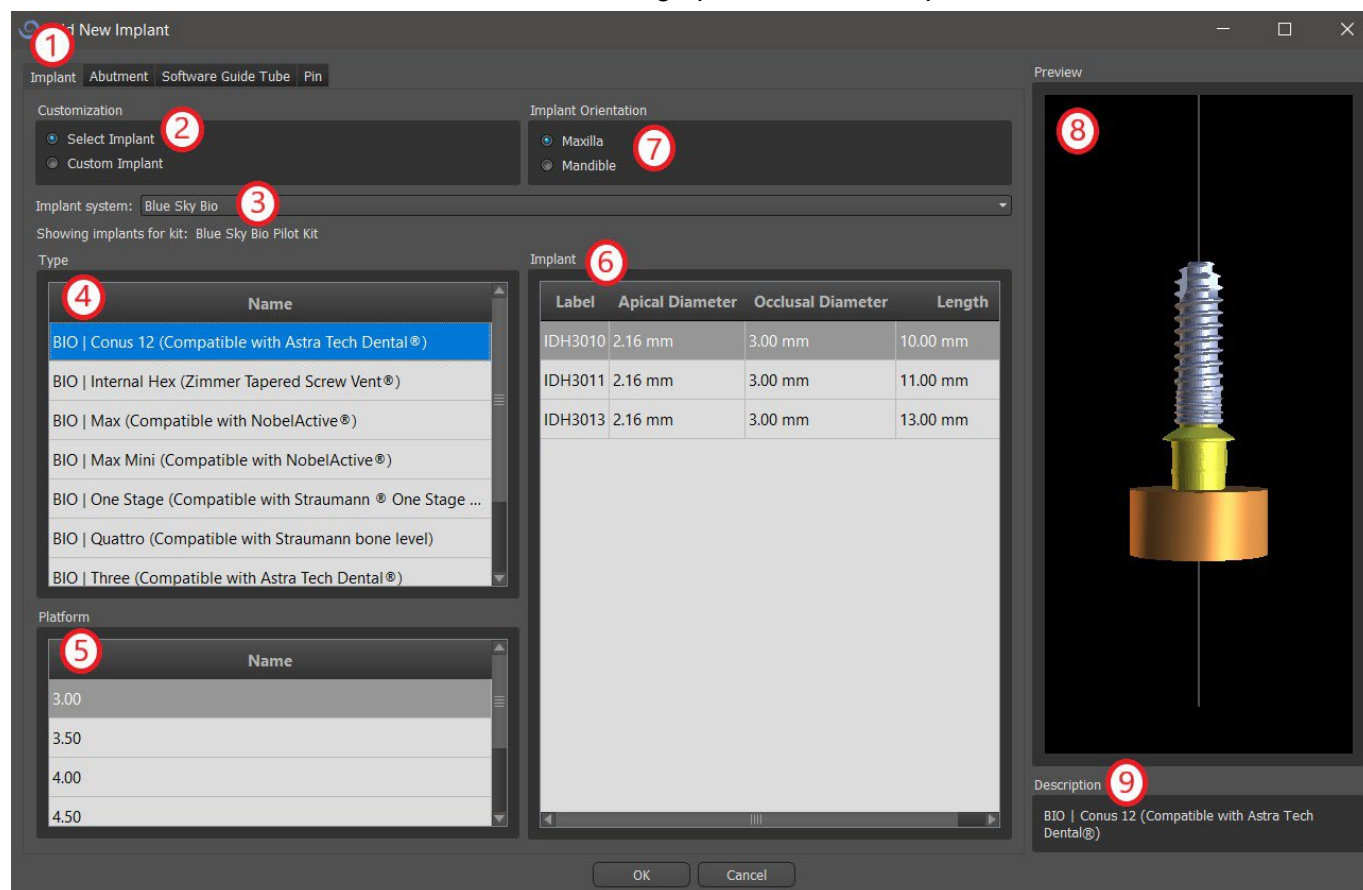 Add New Implant
1
Implant Abutment Software Guide Tube Pin
Customization
2
Select Implant
Custom Implant
Implant Orientation
7
Maxilla
Mandible
Implant system: Blue Sky Bio
3
Showing implants for kit: Blue Sky Bio Pilot Kit
Type
4
Name
BIO | Conus 12 (Compatible with Astra Tech Dental®)
BIO | Internal Hex (Zimmer Tapered Screw Vent®)
BIO | Max (Compatible with NobelActive®)
BIO | Max Mini (Compatible with NobelActive®)
BIO | One Stage (Compatible with Straumann ® One Stage ...
BIO | Quattro (Compatible with Straumann bone level)
BIO | Three (Compatible with Astra Tech Dental®)
Platform
5
Name
3.00
3.50
4.00
4.50
Implant
6
Label Apical Diameter Occlusal Diameter Length
IDH3010 2.16 mm 3.00 mm 10.00 mm
IDH3011 2.16 mm 3.00 mm 11.00 mm
IDH3013 2.16 mm 3.00 mm 13.00 mm
Preview
8
Description
9
BIO | Conus 12 (Compatible with Astra Tech
Dental®)
OK Cancel